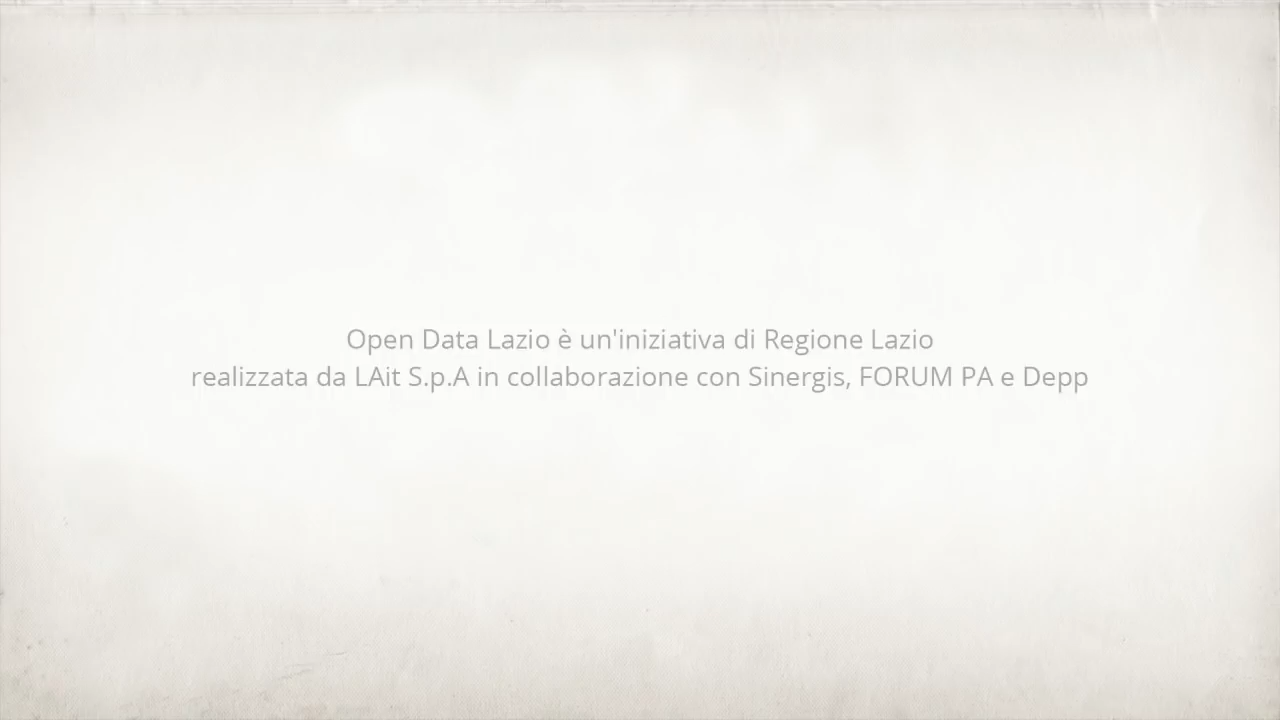 Open Data Lazio è un'iniziativa di Regione Lazio
realizzata da LAit S.p.A in collaborazione con Sinergis, FORUM PA e Depp